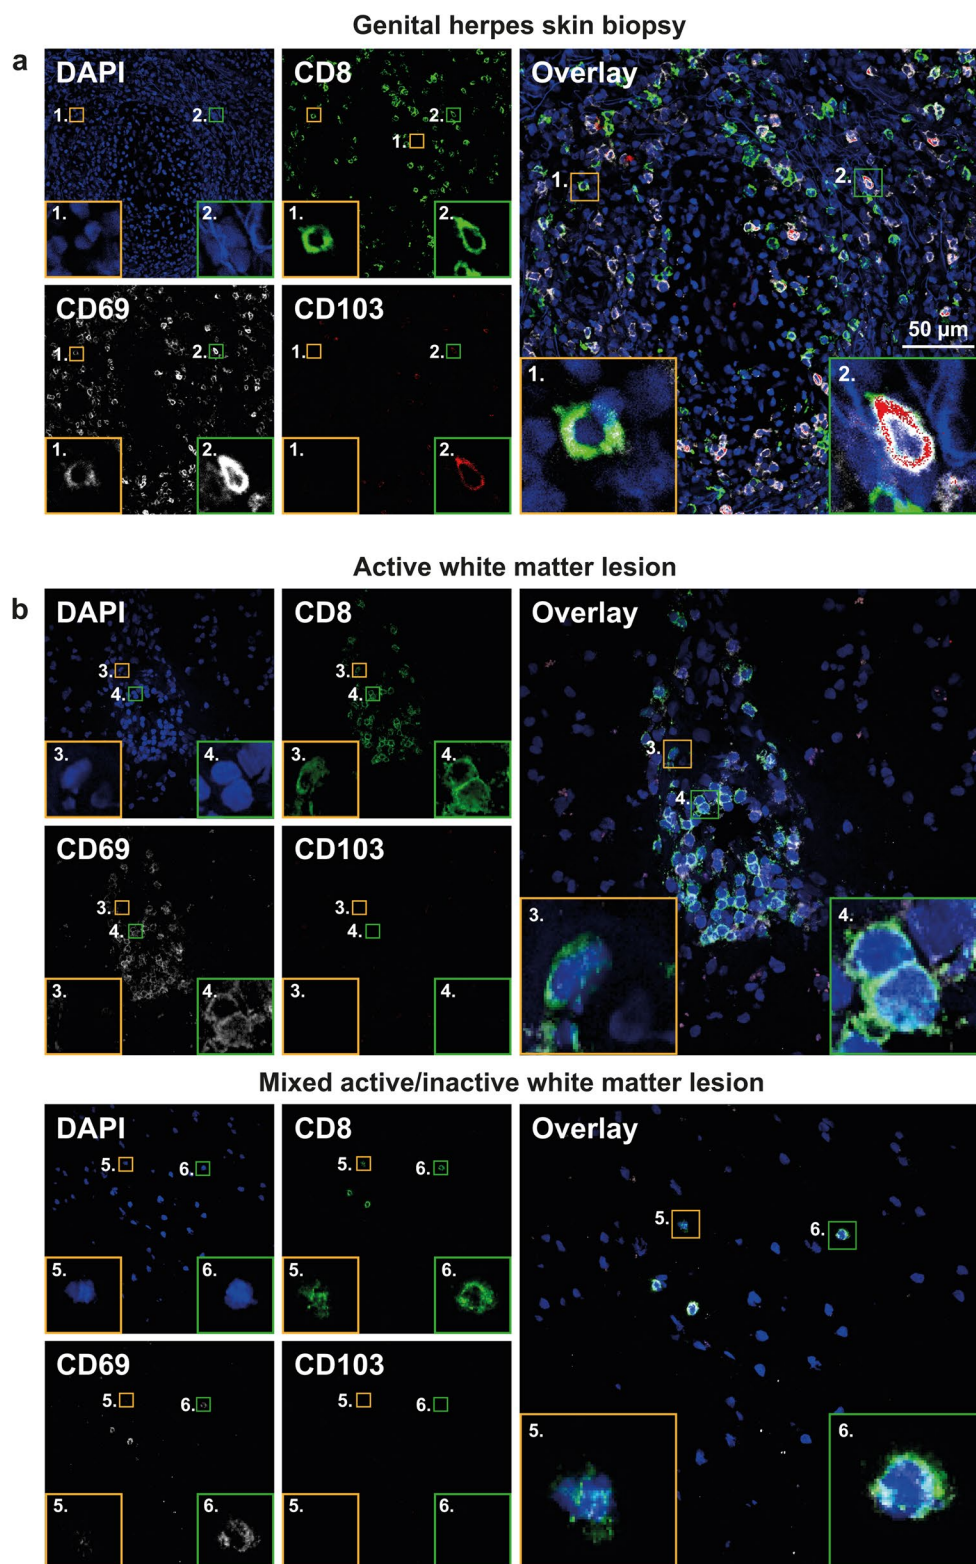 Genital herpes skin biopsy
a
DAPI
CD8
Overlay
1.
2.
1.
2.
1.
2.
1.
2.
1.
2.
1.
2.
CD69
CD103
50 µm
1.
2.
1.
2.
1.
2.
1.
2.
1.
2.
Active white matter lesion
b
DAPI
CD8
Overlay
3.
4.
3.
4.
3.
4.
3.
4.
3.
4.
CD69
CD103
3.
4.
3.
4.
3.
4.
3.
4.
3.
4.
Mixed active/inactive white matter lesion
DAPI
CD8
Overlay
5.
6.
5.
6.
5.
6.
5.
6.
5.
6.
CD69
CD103
5.
6.
5.
6.
5.
6.
5.
6.
5.
6.